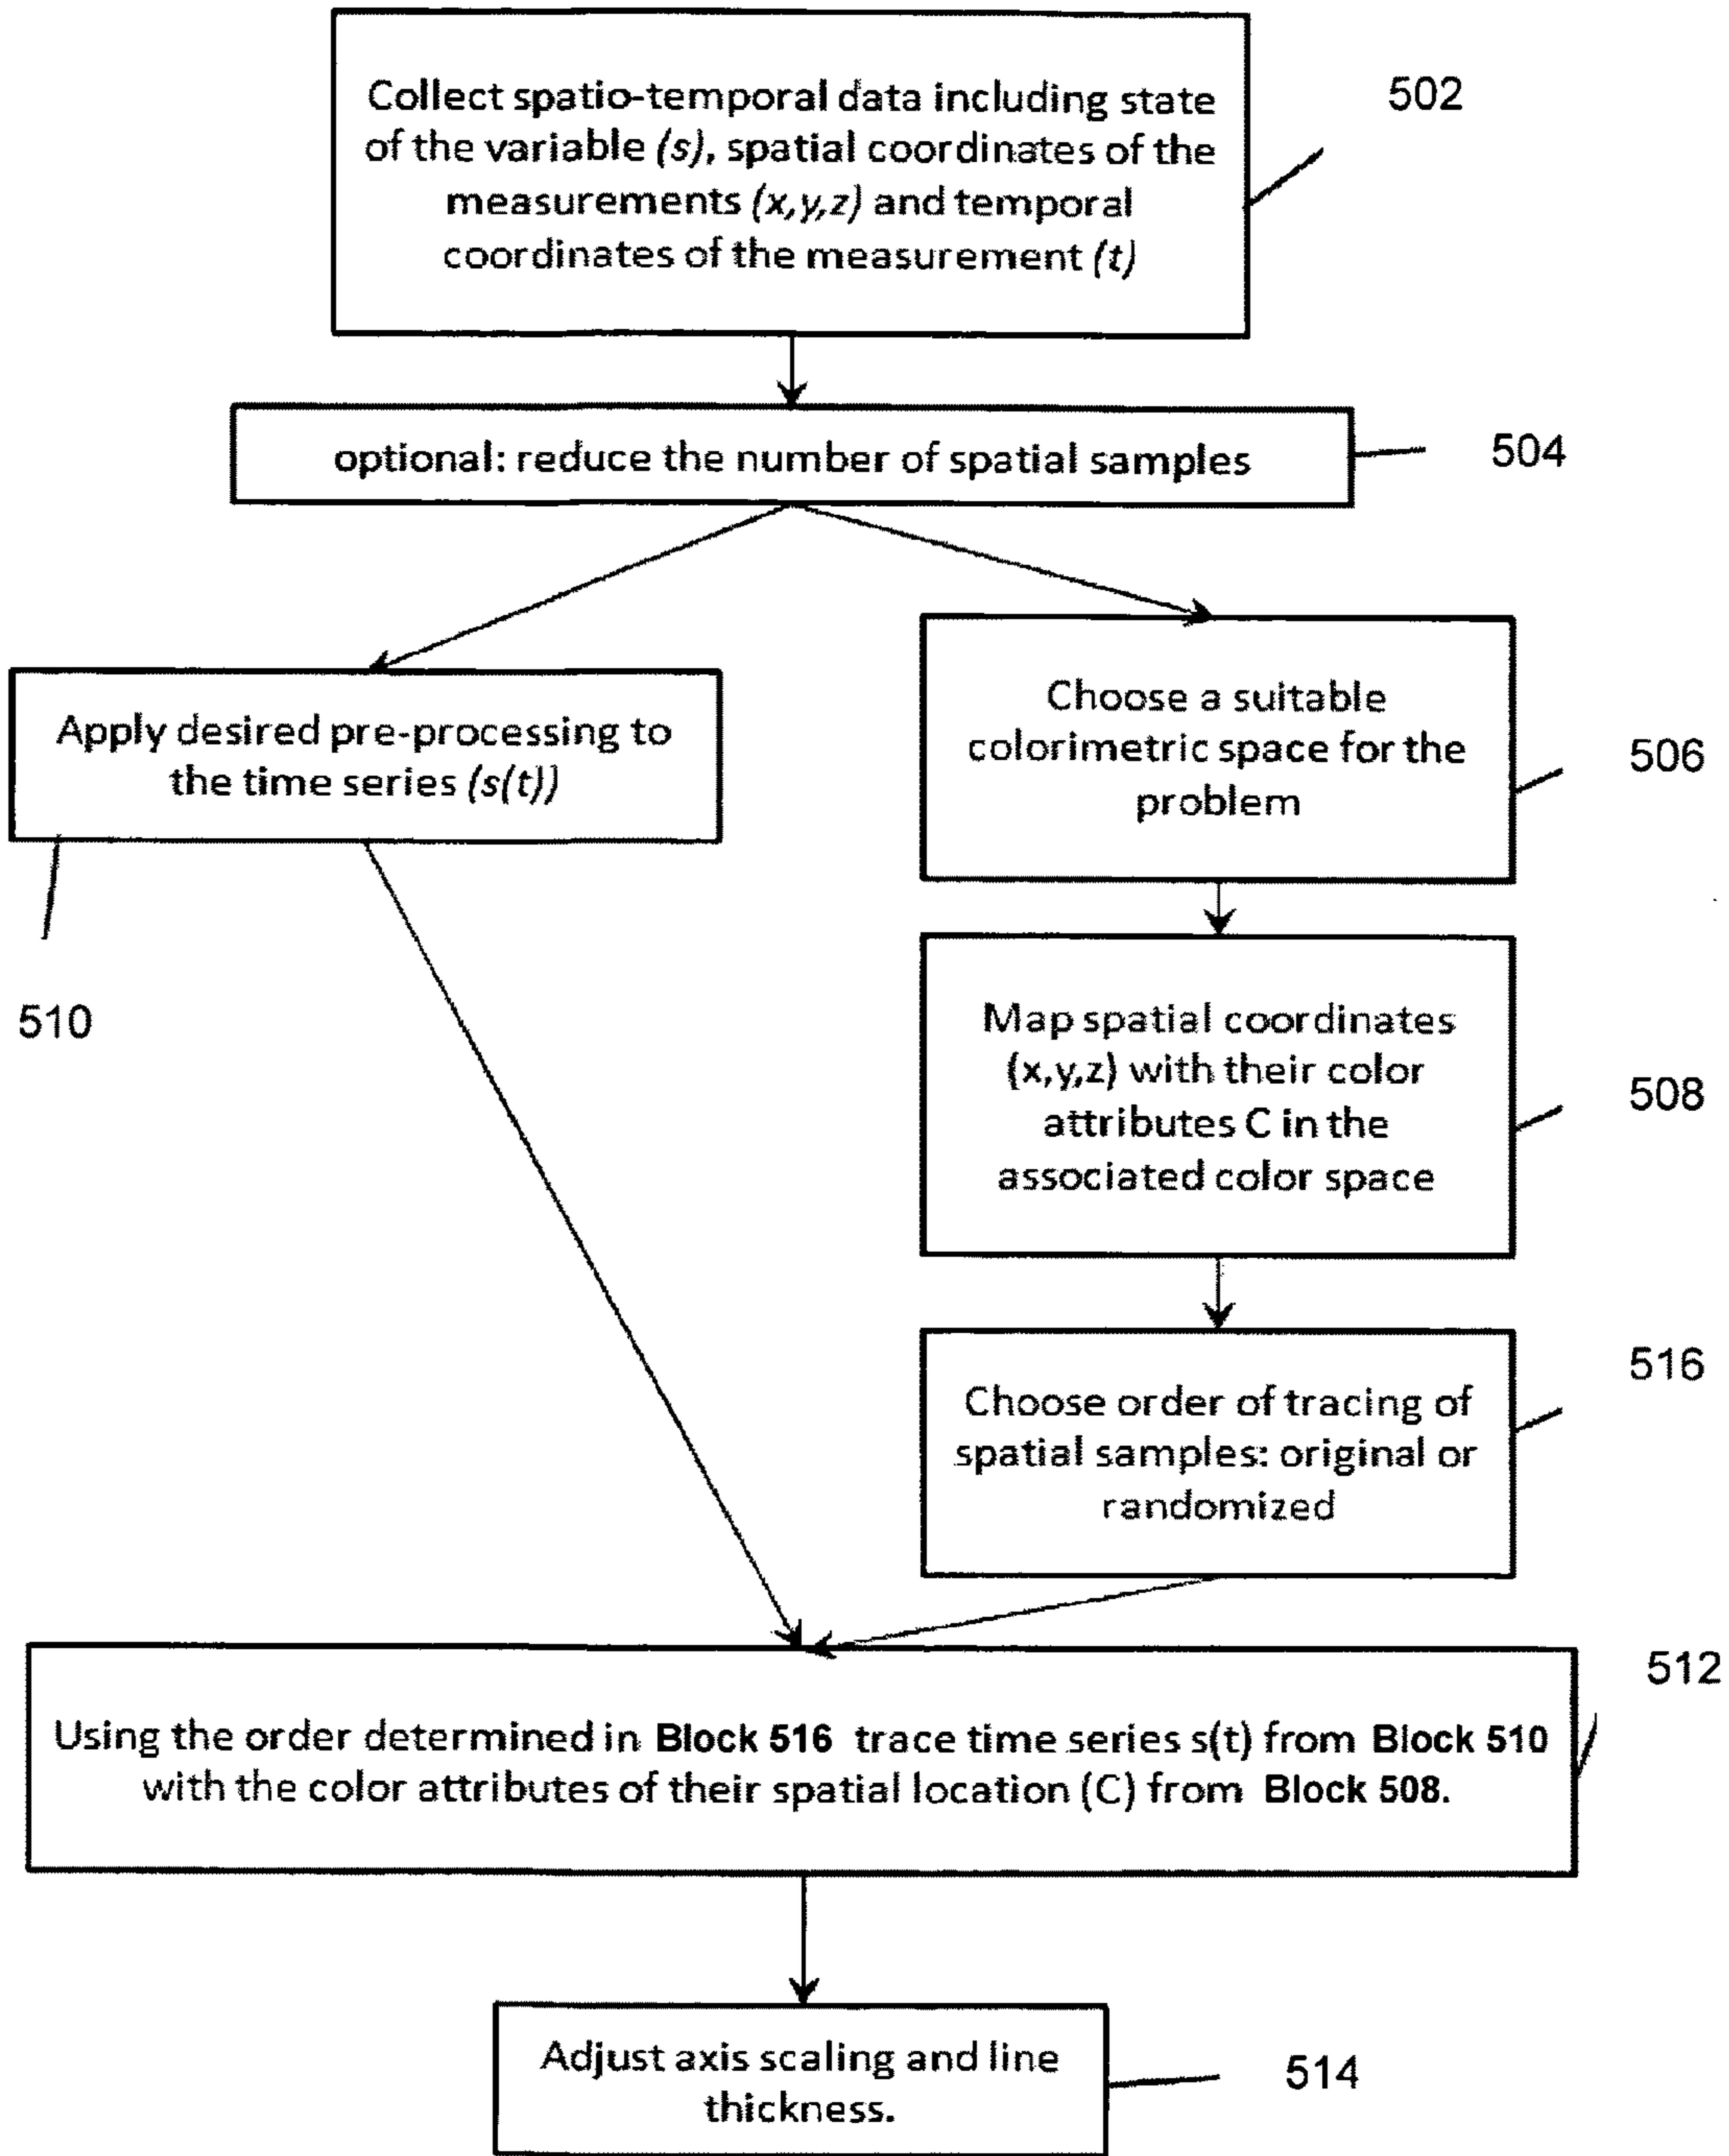 Collect spatio-temporal data including state
of the variable (s), spatial coordinates of the
measurements (x,y,z) and temporal
coordinates of the measurement (t)
502
optional: reduce the number of spatial samples
504
Apply desired pre-processing to
the time series (s(t))
510
Choose a suitable
colorimetric space for the
problem
506
Map spatial coordinates
(x,y,z) with their color
attributes C in the
associated color space
508
Choose order of tracing of
spatial samples: original or
randomized
516
Using the order determined in Block 516 trace time series s(t) from Block 510
with the color attributes of their spatial location (C) from Block 508.
512
Adjust axis scaling and line
thickness.
514